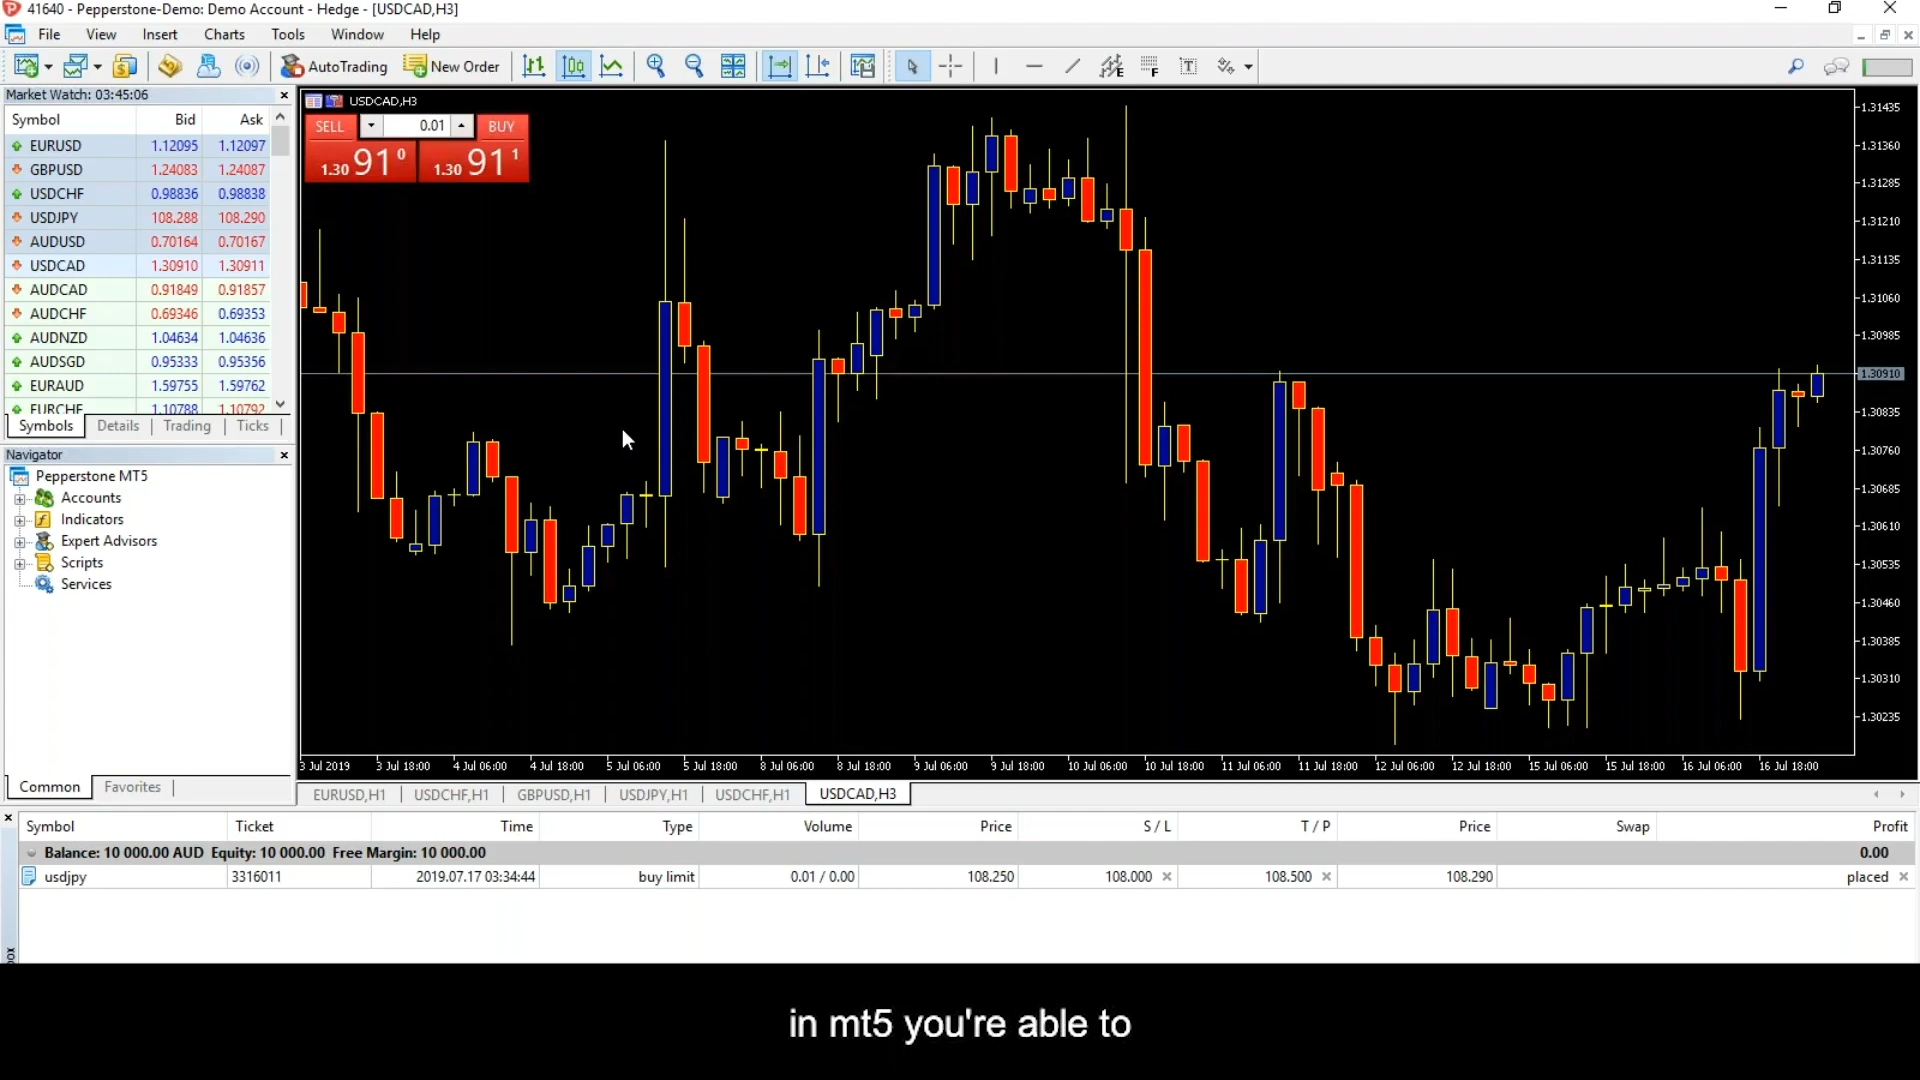 41640 - Pepperstone-Demo: Demo Account - Hedge - [USDCAD,H3]
File View Insert Charts Tools Window Help
AutoTrading New Order
Market Watch: 03:45:06
Symbol Bid Ask
EURUSD 1.12095 1.12097
GBPUSD 1.24083 1.24087
USDCHF 0.98836 0.98838
USDJPY 108.288 108.290
AUDUSD 0.70164 0.70167
USDCAD 1.30910 1.30911
AUDCAD 0.91849 0.91857
AUDCHF 0.69346 0.69353
AUDNZD 1.04634 1.04636
AUDSGD 0.95333 0.95356
EURAUD 1.59755 1.59762
EURCHF 1.10788 1.10792
Symbols Details Trading Ticks
Navigator
Pepperstone MT5
Accounts
Indicators
Expert Advisors
Scripts
Services
Common Favorites
USDCAD,H3
SELL 0.01 BUY
1.30 91 0 1.30 91 1
1.31435
1.31360
1.31285
1.31210
1.31135
1.31060
1.30985
1.30910
1.30835
1.30760
1.30685
1.30610
1.30535
1.30460
1.30385
1.30310
1.30235
3 Jul 2019 3 Jul 18:00 4 Jul 06:00 4 Jul 18:00 5 Jul 06:00 5 Jul 18:00 8 Jul 06:00 8 Jul 18:00 9 Jul 06:00 9 Jul 18:00 10 Jul 06:00 10 Jul 18:00 11 Jul 06:00 11 Jul 18:00 12 Jul 06:00 12 Jul 18:00 15 Jul 06:00 15 Jul 18:00 16 Jul 06:00 16 Jul 18:00
EURUSD,H1 USDCHF,H1 GBPUSD,H1 USDJPY,H1 USDCHF,H1 USDCAD,H3
Symbol Ticket Time Type Volume Price S / L T / P Price Swap Profit
Balance: 10 000.00 AUD Equity: 10 000.00 Free Margin: 10 000.00 0.00
usdjpy 3316011 2019.07.17 03:34:44 buy limit 0.01 / 0.00 108.250 108.000 108.500 108.290 placed
in mt5 you're able to